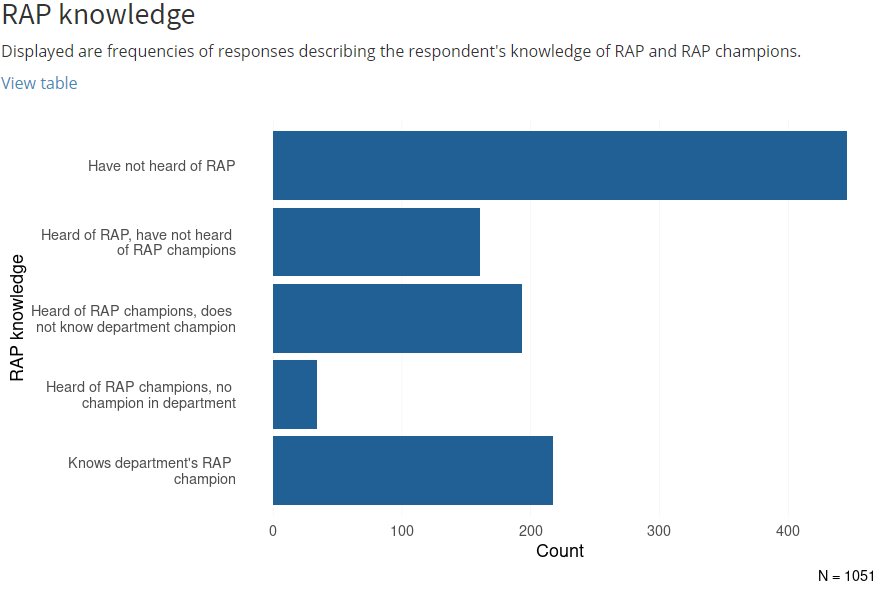 RAP knowledge
Displayed are frequencies of responses describing the respondent's knowledge of RAP and RAP champions.
View table
Have not heard of RAP
Heard of RAP, have not heard
of RAP champions
Heard of RAP champions, does
not know department champion
Heard of RAP champions, no
champion in department
Knows department's RAP
champion
RAP knowledge
0 100 200 300 400
Count
N = 1051